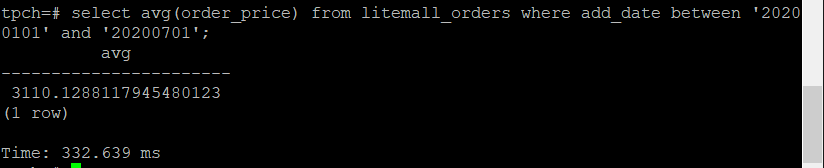 tpch=# select avg(order_price) from litemall_orders where add_date between '2020
0101' and '20200701';
avg
-----------------------
3110.1288117945480123
(1 row)
Time: 332.639 ms